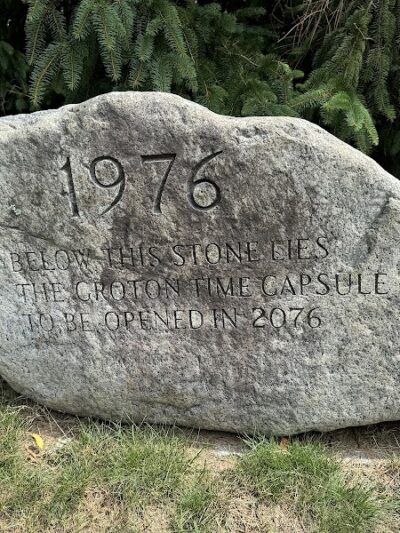 1976
BELOW THIS STONE LIES
THE GROTON TIME CAPSULE
TO BE OPENED IN 2076